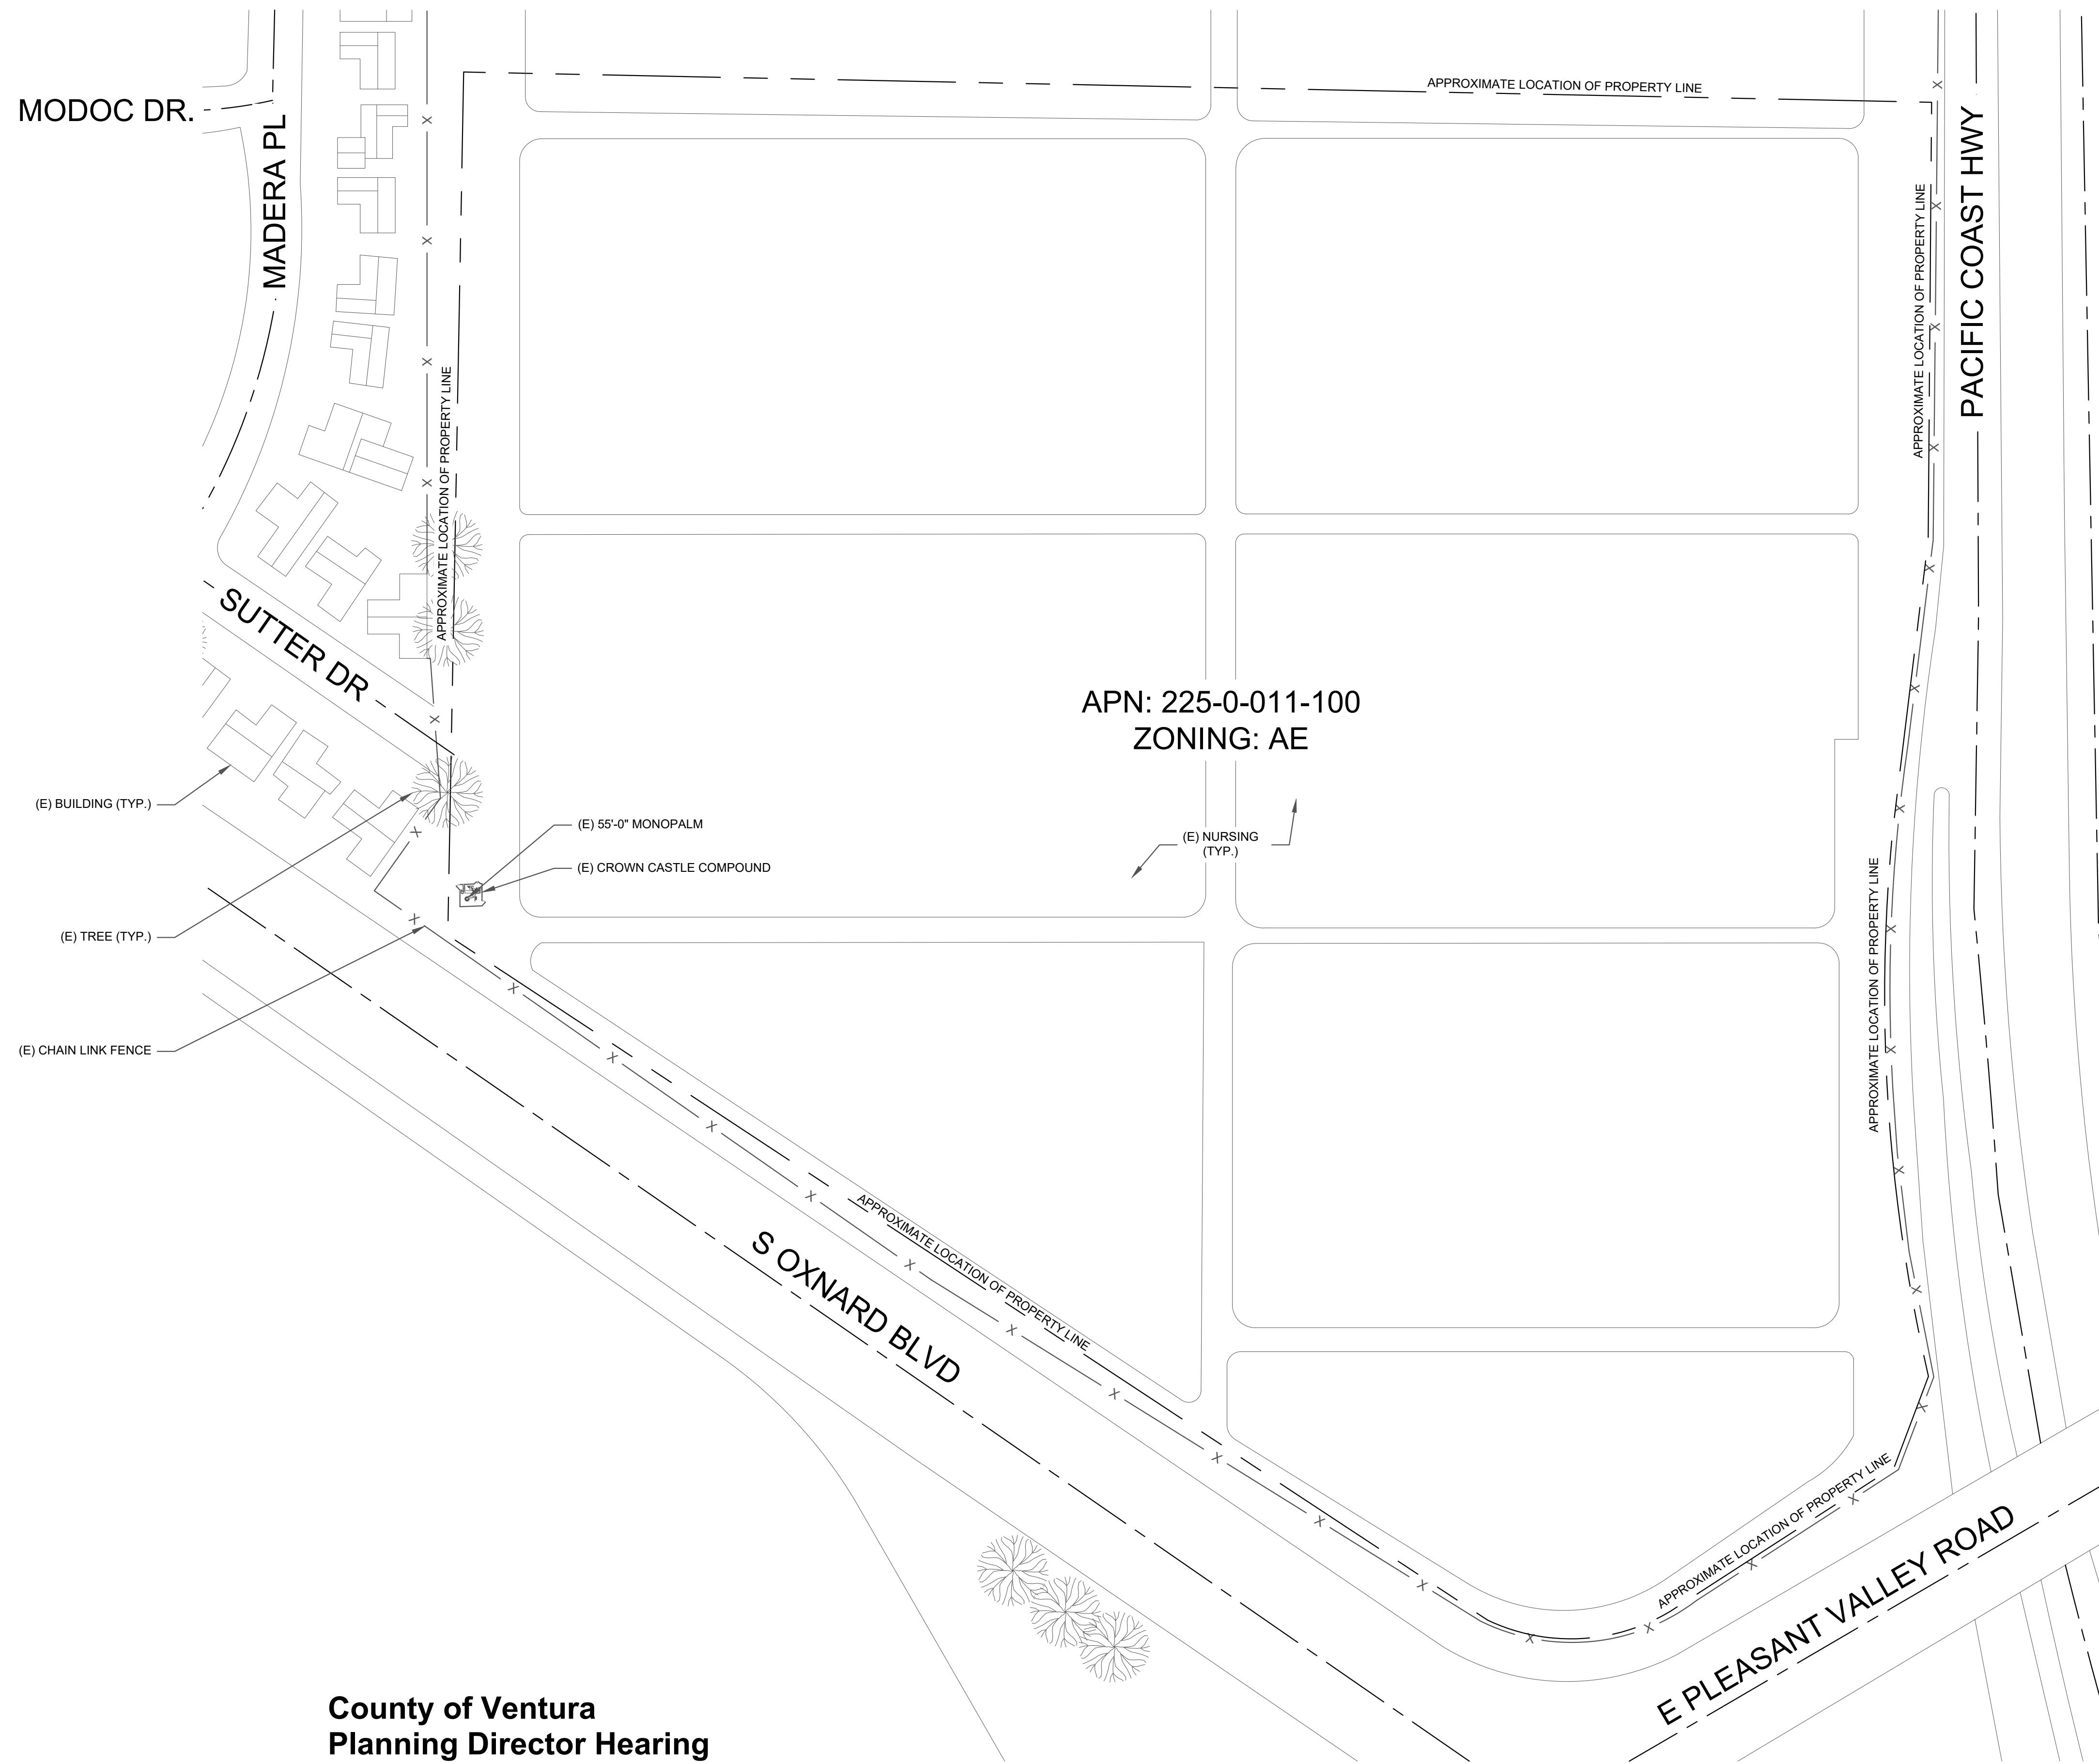 APPROXIMATE LOCATION OF PROPERTY LINE
MODOC DR.
MADERA PL
PACIFIC COAST HWY
APPROXIMATE LOCATION OF PROPERTY LINE
APPROXIMATE LOCATION OF PROPERTY LINE
SUTTER DR
APN: 225-0-011-100
ZONING: AE
(E) BUILDING (TYP.)
(E) 55'-0" MONOPALM
(E) NURSING
(TYP.)
(E) CROWN CASTLE COMPOUND
(E) TREE (TYP.)
APPROXIMATE LOCATION OF PROPERTY LINE
(E) CHAIN LINK FENCE
APPROXIMATE LOCATION OF PROPERTY LINE
S OXNARD BLVD
APPROXIMATE LOCATION OF PROPERTY LINE
E PLEASANT VALLEY ROAD
County of Ventura
Planning Director Hearing